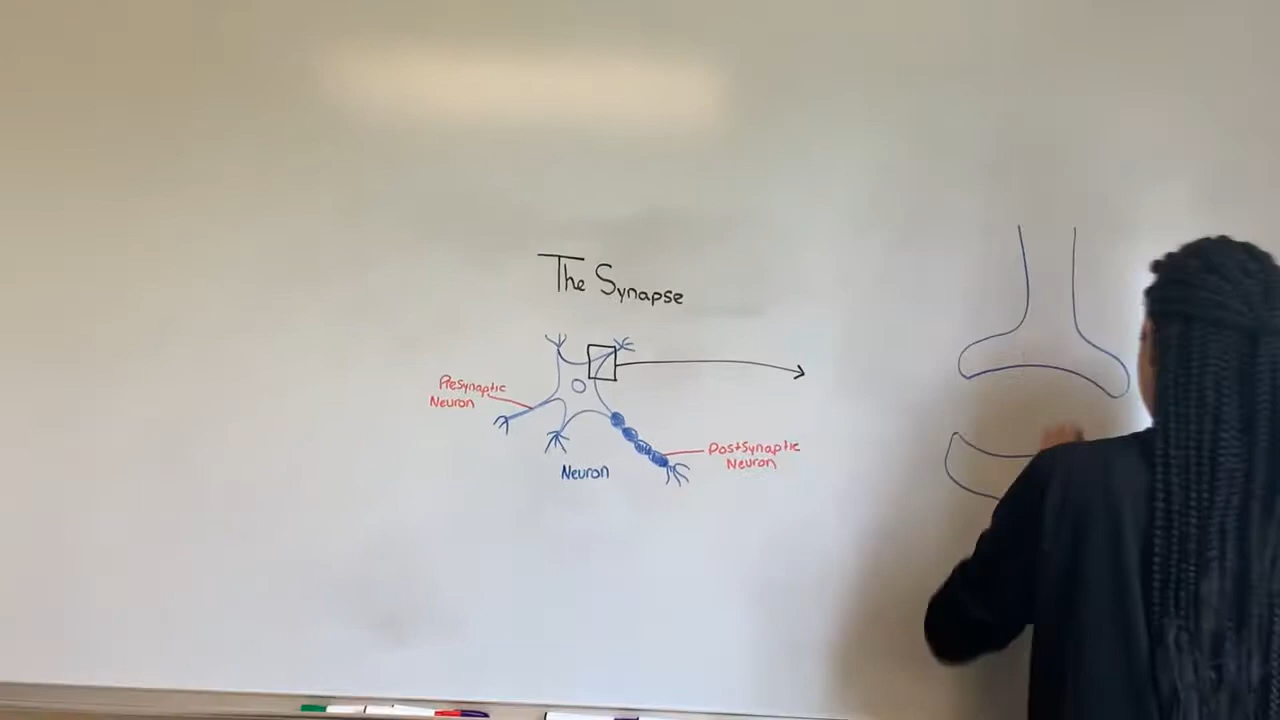 The Synapse
Presynaptic
Neuron
Postsynaptic
Neuron
Neuron